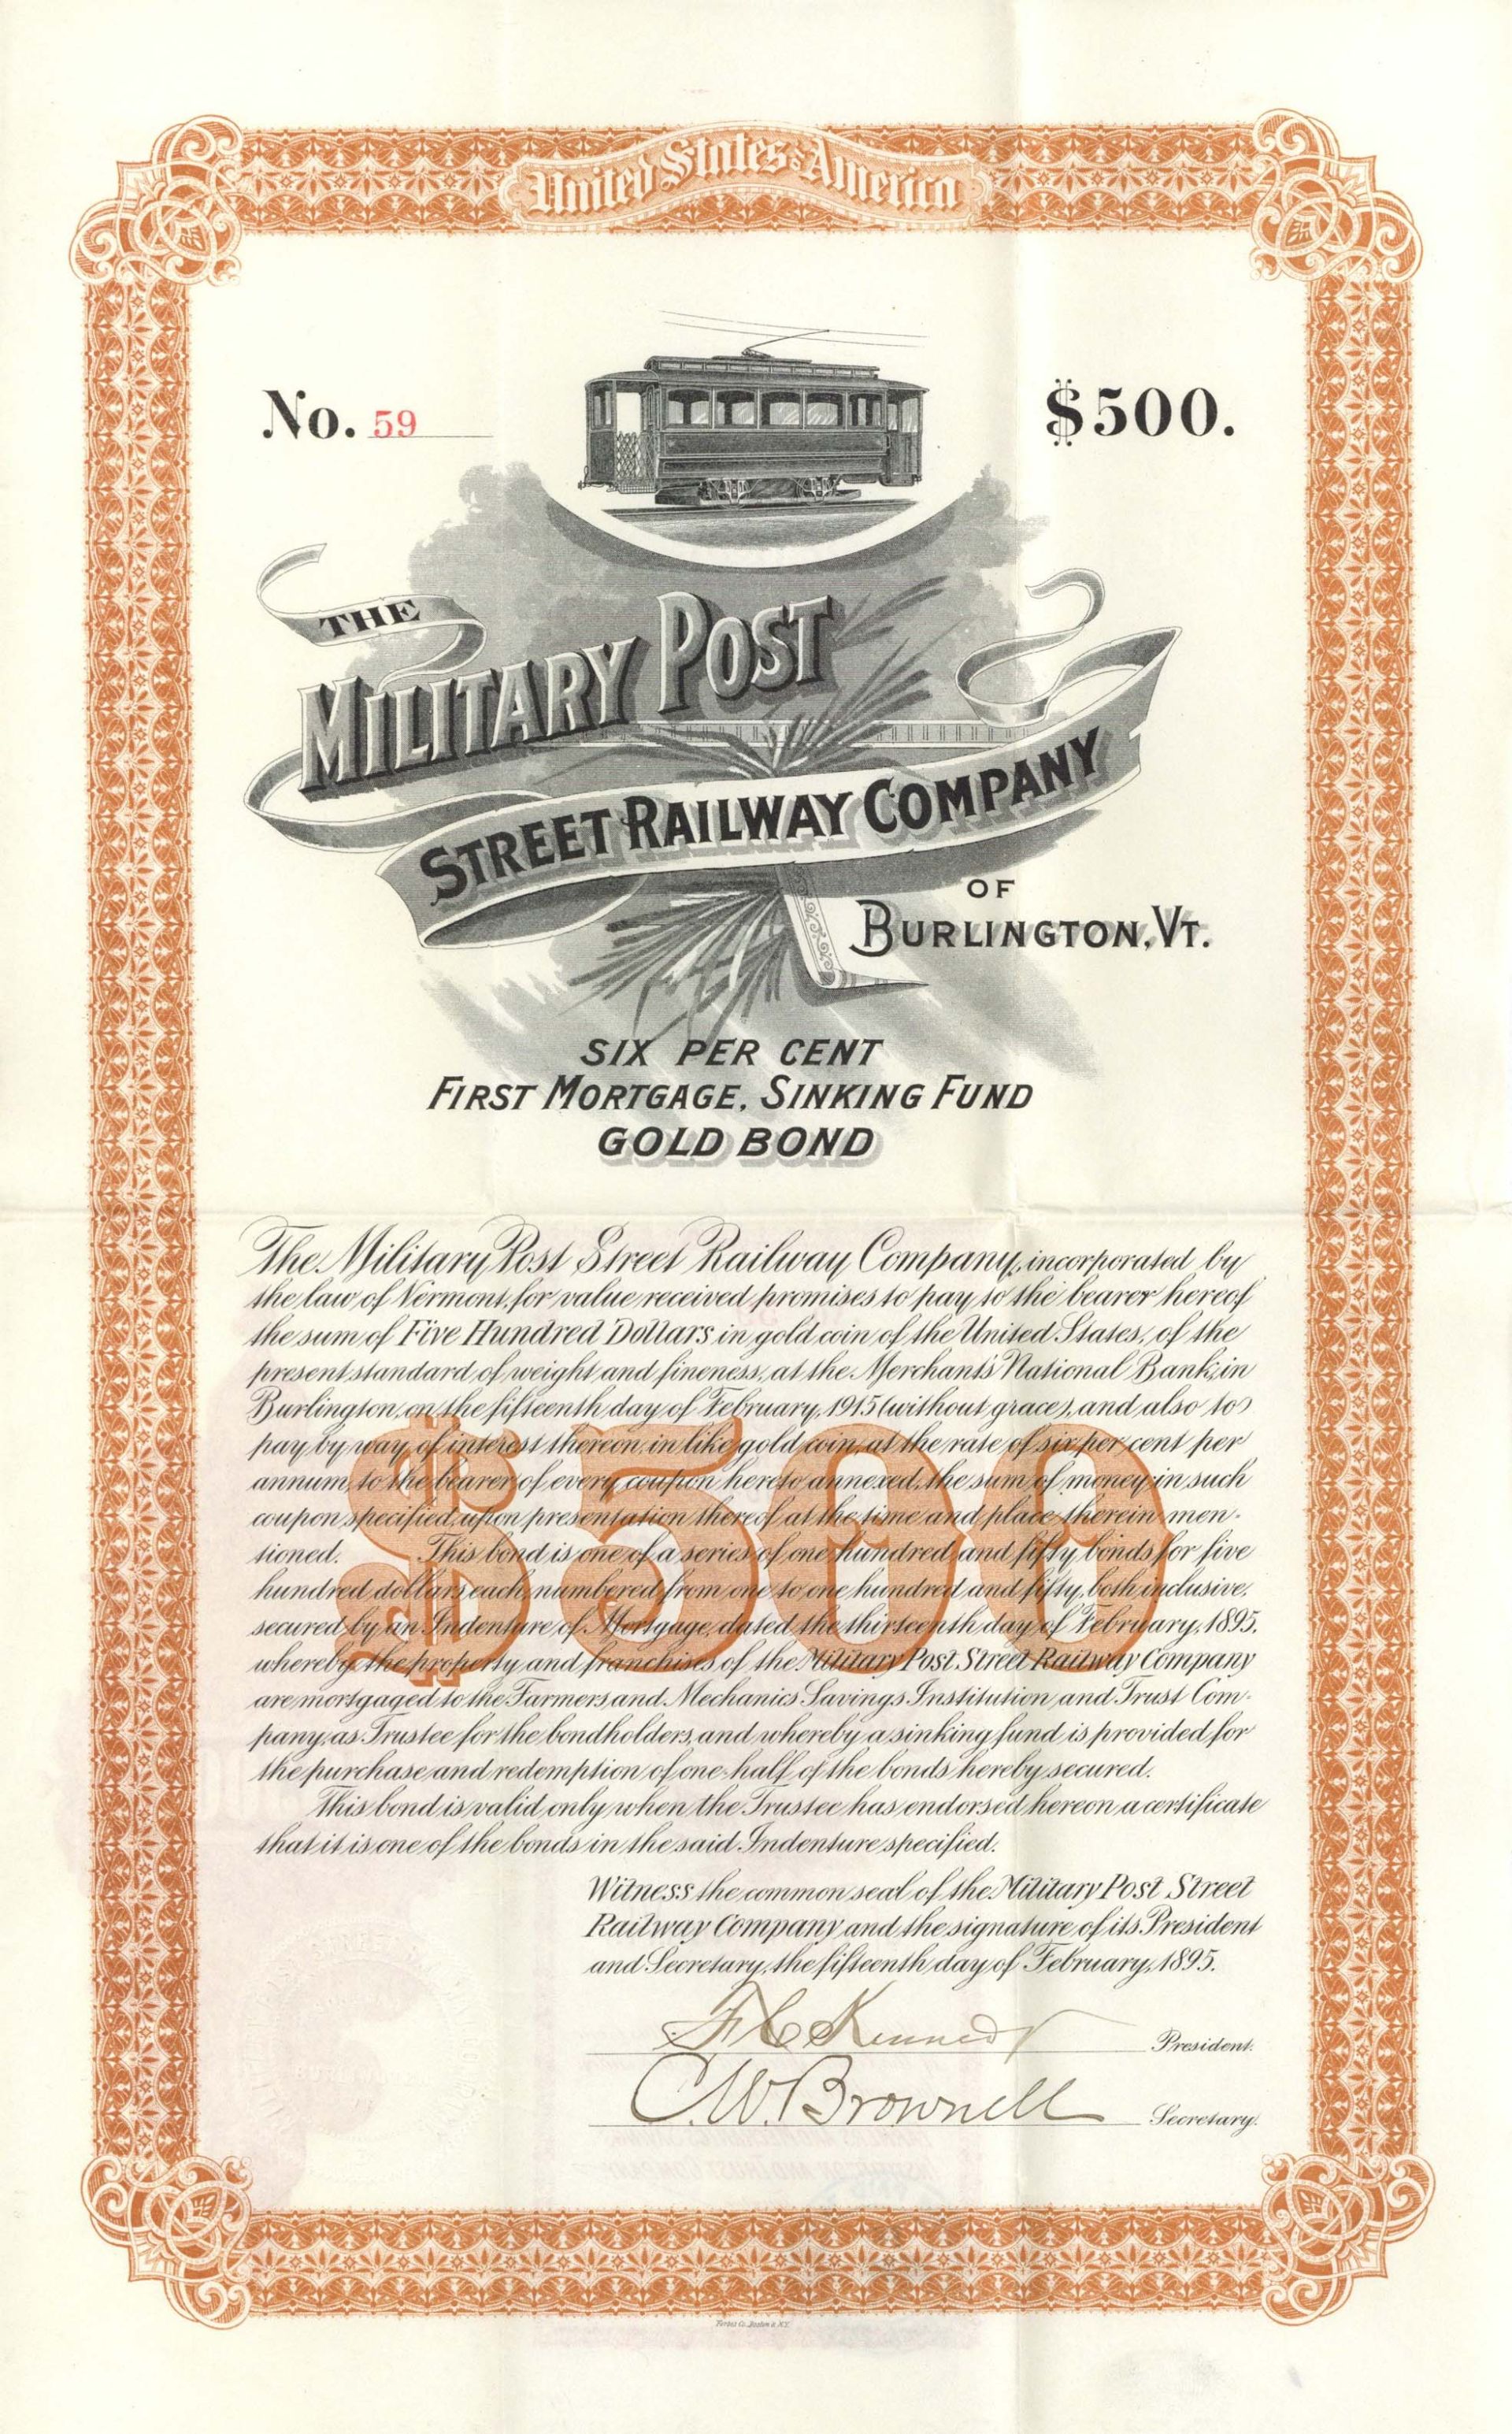 United States of America
No. 59
$500.
THE
MILITARY POST
STREET RAILWAY COMPANY
OF
BURLINGTON, VT.
SIX PER CENT
FIRST MORTGAGE, SINKING FUND
GOLD BOND
$500
The Military Post Street Railway Company, incorporated by
the law of Vermont, for value received promises to pay to the bearer hereof
the sum of Five Hundred Dollars in gold coin of the United States, of the
present standard of weight and fineness, at the Merchants National Bank, in
Burlington, on the fifteenth day of February, 1915 (without grace), and also to
pay by way of interest thereon in like gold coin, at the rate of six per cent per
annum, to the bearer of every coupon hereto annexed, the sum of money in such
coupon specified, upon presentation thereof at the time and place therein men-
tioned. This bond is one of a series of one hundred and fifty bonds for five
hundred dollars each, numbered from one to one hundred and fifty, both inclusive,
secured by an Indenture of Mortgage, dated the thirteenth day of February, 1895,
whereby the property and franchises of the Military Post Street Railway Company
are mortgaged to the Farmers and Mechanics Savings Institution and Trust Com-
pany, as Trustee for the bondholders, and whereby a sinking fund is provided for
the purchase and redemption of one-half of the bonds hereby secured.
This bond is valid only when the Trustee has endorsed hereon a certificate
that it is one of the bonds in the said Indenture specified.
Witness the common seal of the Military Post Street
Railway Company and the signature of its President
and Secretary, the fifteenth day of February, 1895.
F C Kennedy President.
C. W. Brownell Secretary.
Forbes Co. Boston & N.Y.